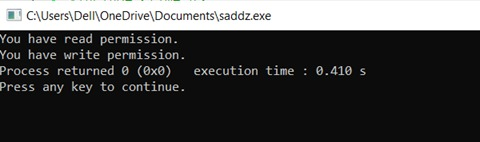 C:\Users\Dell\OneDrive\Documents\saddz.exe
You have read permission.
You have write permission.
Process returned 0 (0x0)   execution time : 0.410 s
Press any key to continue.